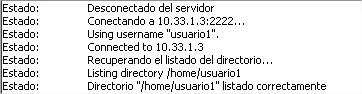 Estado: Desconectado del servidor
Estado: Conectando a 10.33.1.3:2222...
Estado: Using username "usuario1".
Estado: Connected to 10.33.1.3
Estado: Recuperando el listado del directorio...
Estado: Listing directory /home/usuario1
Estado: Directorio "/home/usuario1" listado correctamente